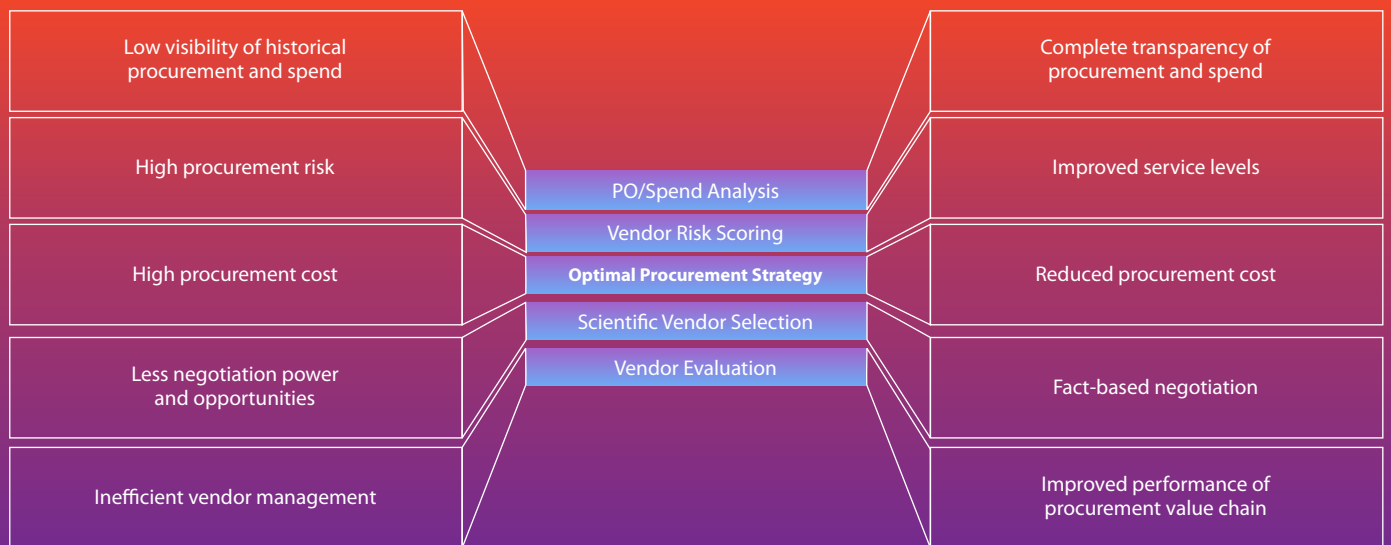 Low visibility of historical
procurement and spend
High procurement risk
High procurement cost
Less negotiation power
and opportunities
Inefficient vendor management
PO/Spend Analysis
Vendor Risk Scoring
Optimal Procurement Strategy
Scientific Vendor Selection
Vendor Evaluation
Complete transparency of
procurement and spend
Improved service levels
Reduced procurement cost
Fact-based negotiation
Improved performance of
procurement value chain